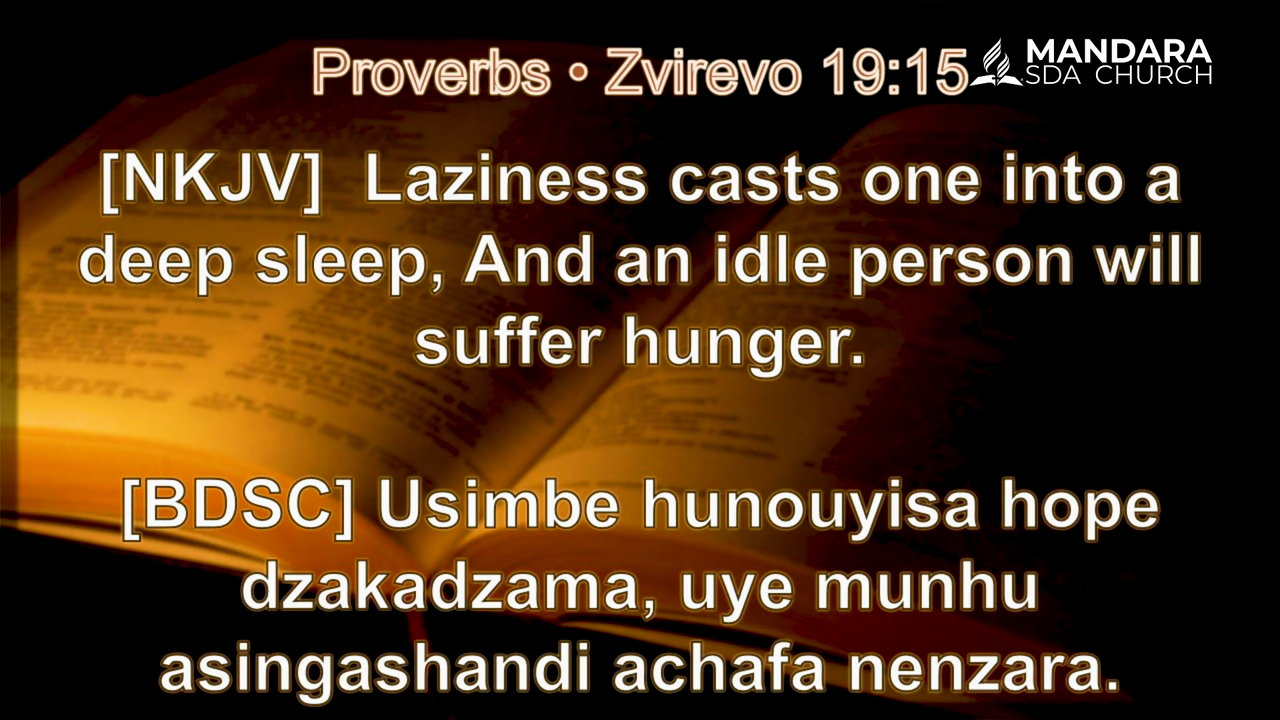 Proverbs • Zvirevo 19:15
MANDARA
SDA CHURCH
[NKJV]  Laziness casts one into a
deep sleep, And an idle person will
suffer hunger.
[BDSC] Usimbe hunouyisa hope
dzakadzama, uye munhu
asingashandi achafa nenzara.